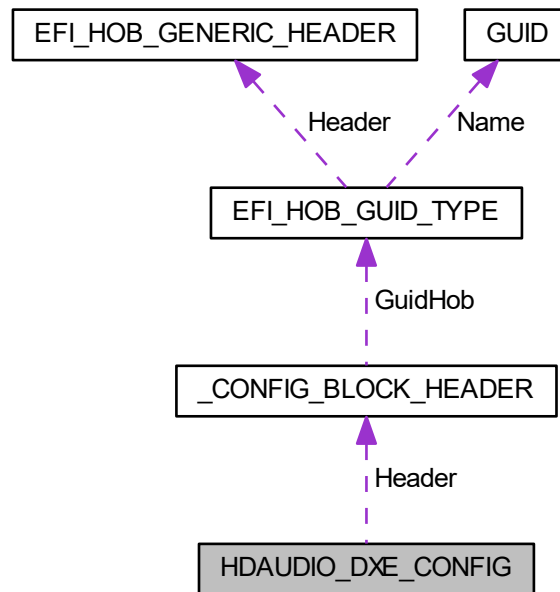 EFI_HOB_GENERIC_HEADER
GUID
Header
Name
EFI_HOB_GUID_TYPE
GuidHob
_CONFIG_BLOCK_HEADER
Header
HDAUDIO_DXE_CONFIG